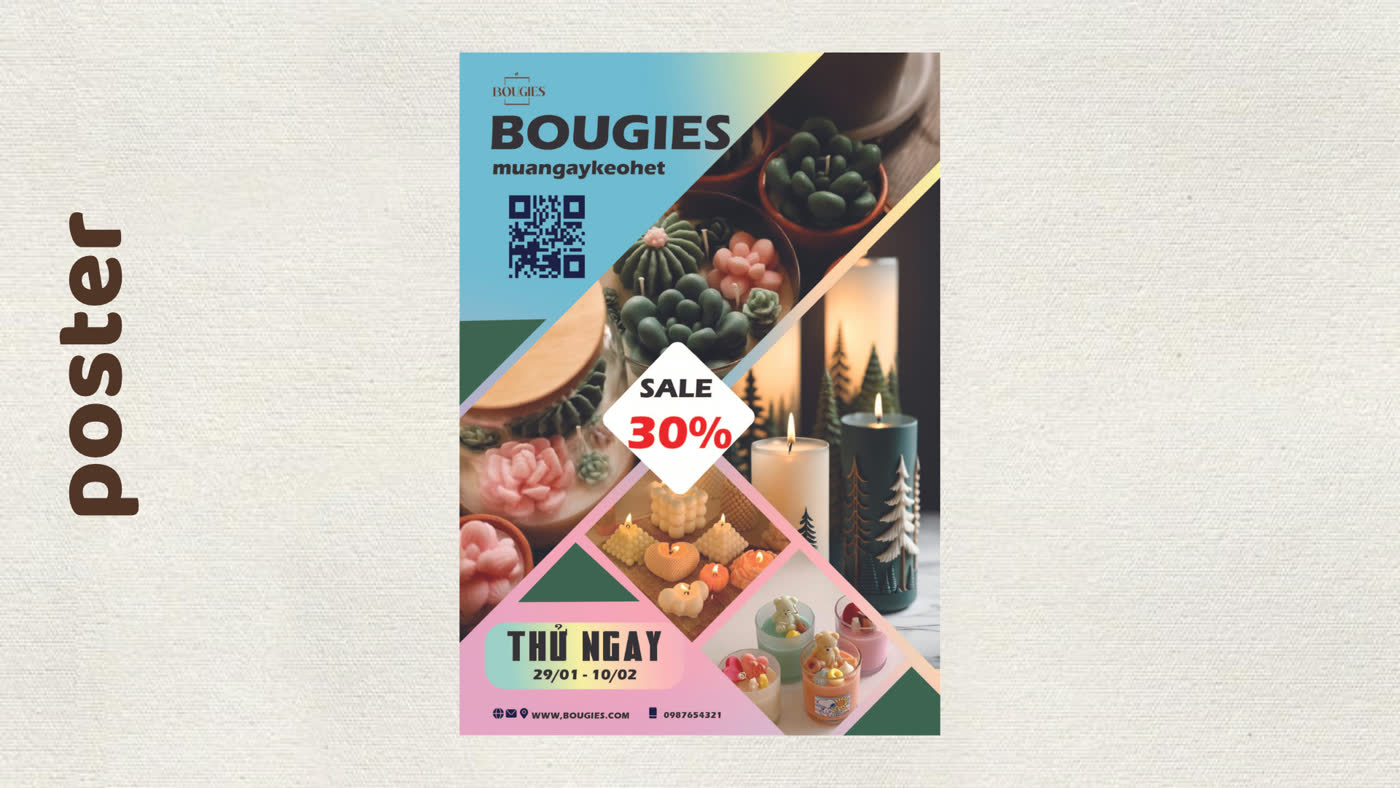 poster
BOUGIES
BOUGIES
muangaykeohet
SALE
30%
THỬ NGAY
29/01 - 10/02
WWW.BOUGIES.COM 0987654321